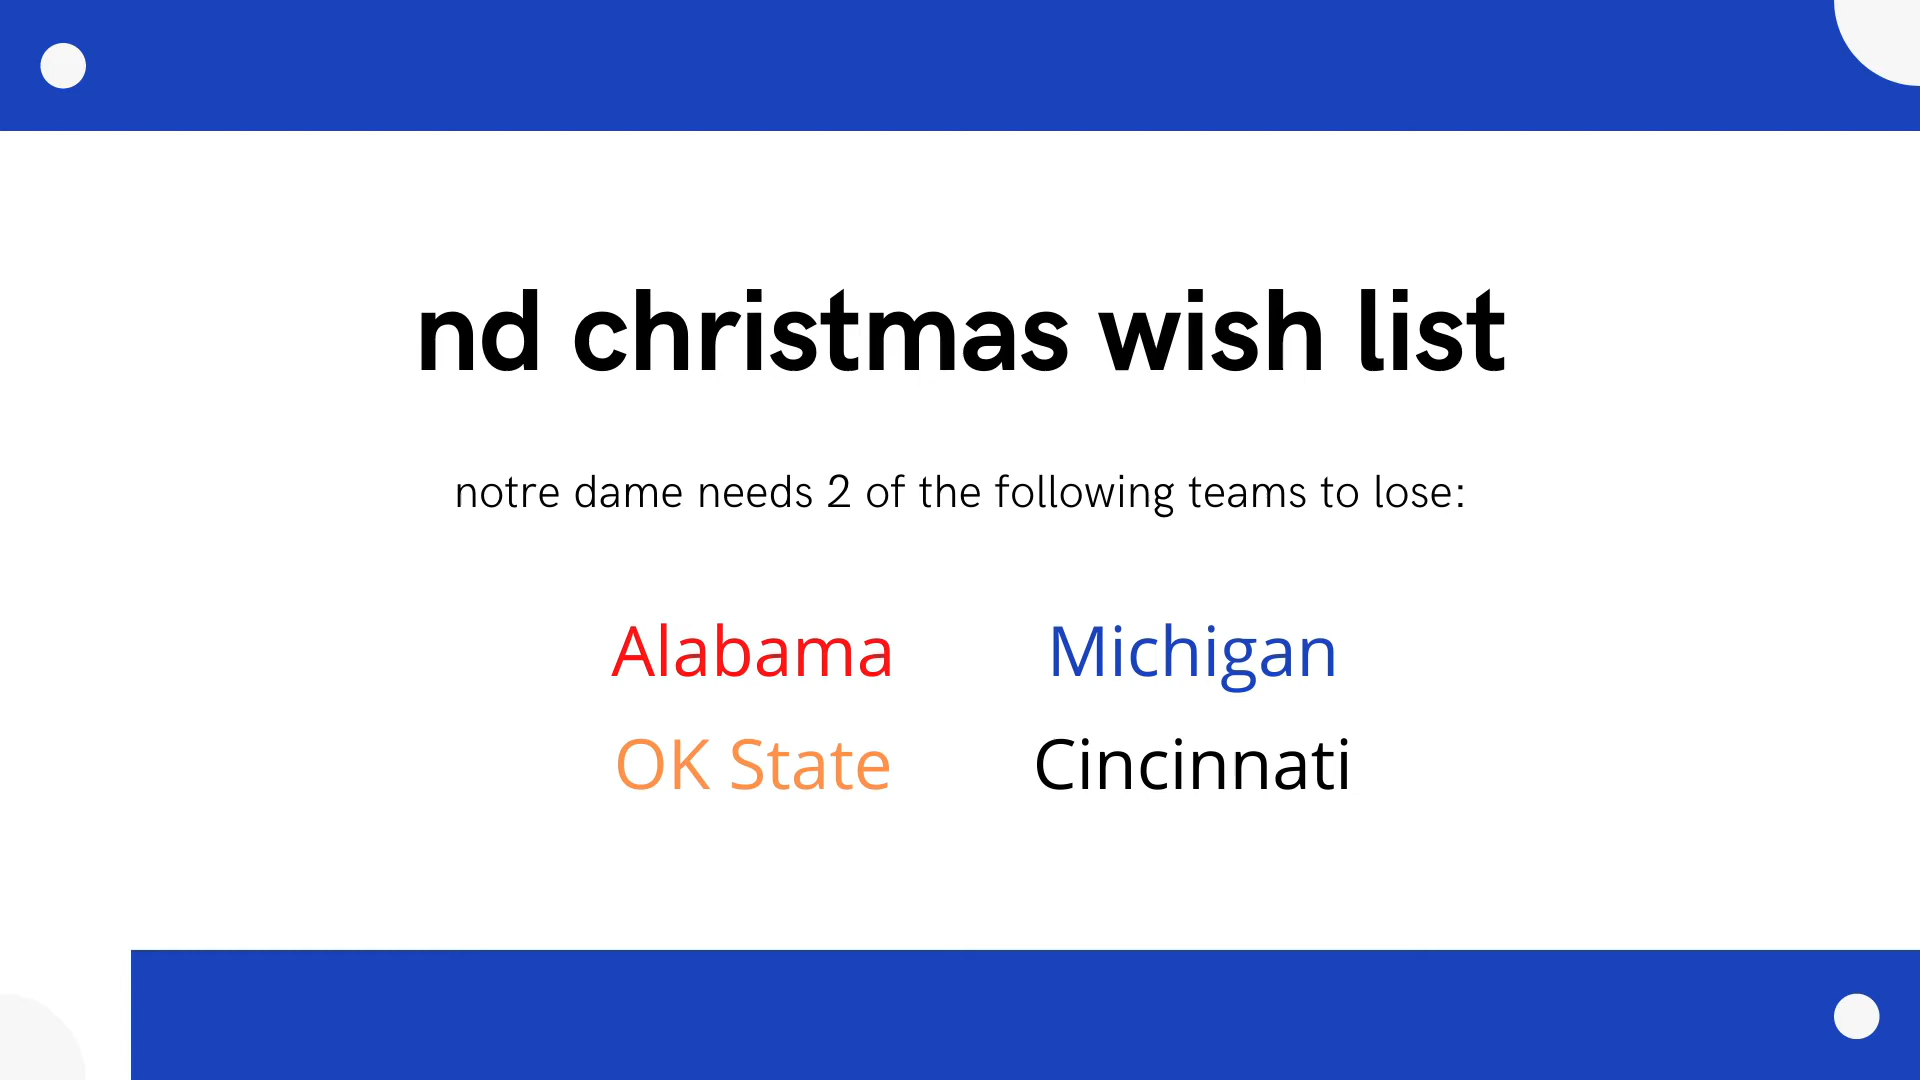 nd christmas wish list
notre dame needs 2 of the following teams to lose:
Alabama Michigan
OK State Cincinnati